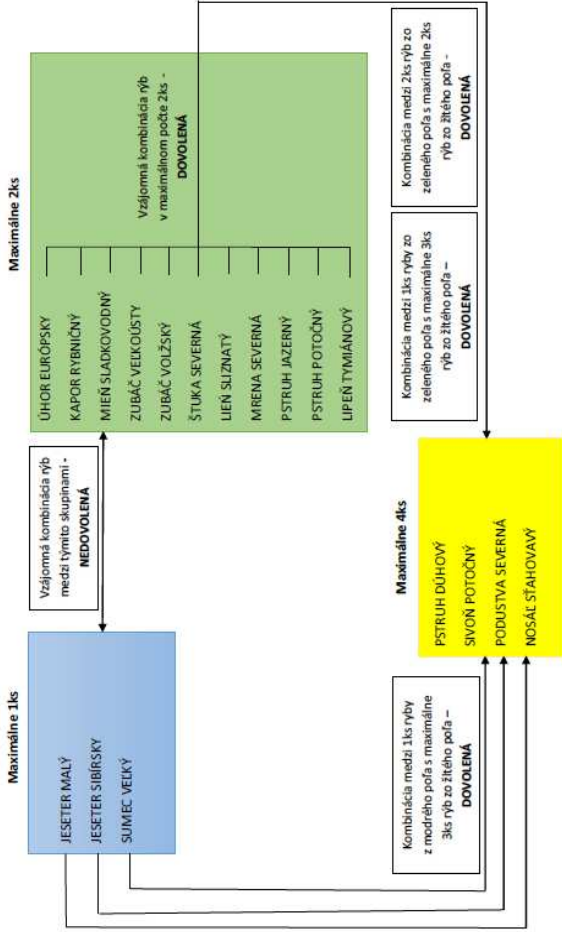 Maximálne 1ks
JESETER MALÝ
JESETER SIBÍRSKY
SUMEC VEĽKÝ
Vzájomná kombinácia rýb
medzi týmito skupinami -
NEDOVOLENÁ
Maximálne 2ks
ÚHOR EURÓPSKY
KAPOR RYBNIČNÝ
MIEŇ SLADKOVODNÝ
ZUBÁČ VEĽKOÚSTY
ZUBÁČ VOLŽSKÝ
ŠTUKA SEVERNÁ
LIEŇ SLIZNATÝ
MRENA SEVERNÁ
PSTRUH JAZERNÝ
PSTRUH POTOČNÝ
LIPEŇ TYMIÁNOVÝ
Vzájomná kombinácia rýb
v maximálnom počte 2ks -
DOVOLENÁ
Kombinácia medzi 1ks ryby
z modrého poľa s maximálne
3ks rýb zo žltého poľa –
DOVOLENÁ
Maximálne 4ks
PSTRUH DÚHOVÝ
SIVOŇ POTOČNÝ
PODUSTVA SEVERNÁ
NOSÁĽ SŤAHOVAVÝ
Kombinácia medzi 1ks ryby zo
zeleného poľa s maximálne 3ks
rýb zo žltého poľa –
DOVOLENÁ
Kombinácia medzi 2ks rýb zo
zeleného poľa s maximálne 2ks
rýb zo žltého poľa -
DOVOLENÁ